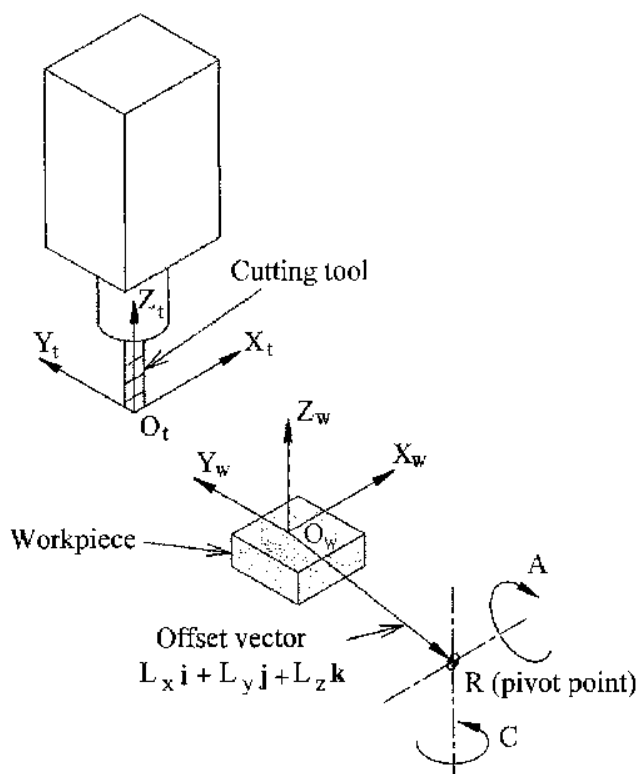 Cutting tool
Z_t
Y_t
X_t
O_t
Z_w
Y_w
X_w
O_w
Workpiece
A
Offset vector
L_x i + L_y j + L_z k
R (pivot point)
C